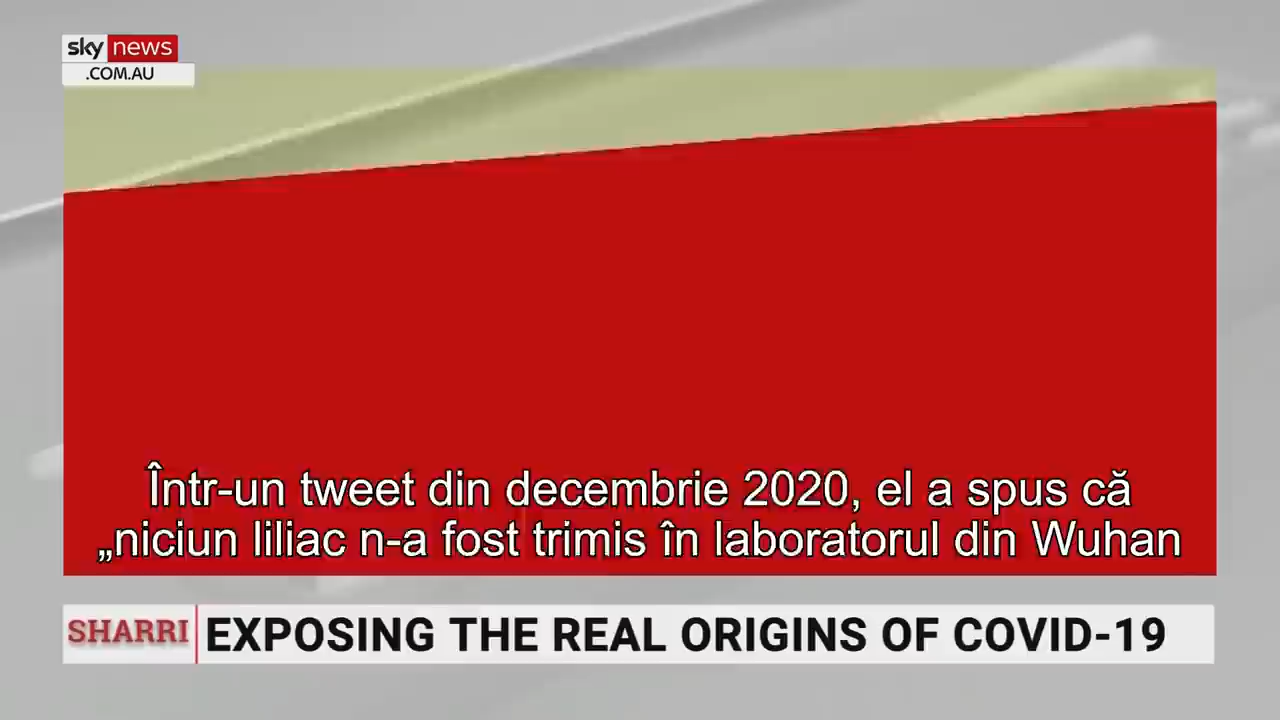 sky news
.COM.AU
Într-un tweet din decembrie 2020, el a spus că
„niciun liliac n-a fost trimis în laboratorul din Wuhan
SHARRI EXPOSING THE REAL ORIGINS OF COVID-19